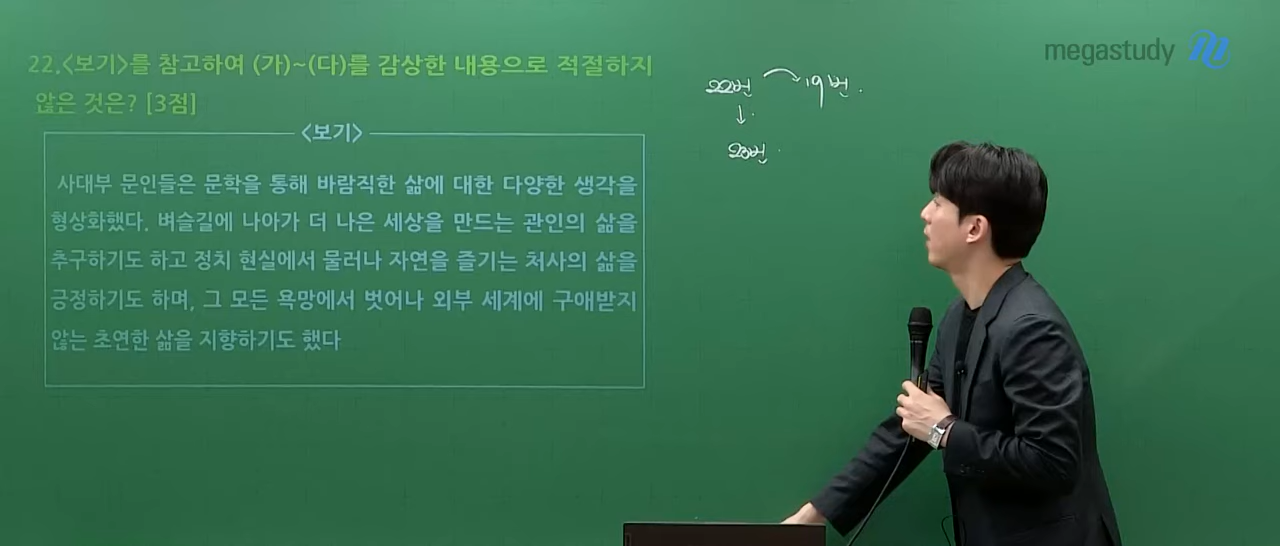 22.<보기>를 참고하여 (가)~(다)를 감상한 내용으로 적절하지
않은 것은? [3점]
<보기>
사대부 문인들은 문학을 통해 바람직한 삶에 대한 다양한 생각을
형상화했다. 벼슬길에 나아가 더 나은 세상을 만드는 관인의 삶을
추구하기도 하고 정치 현실에서 물러나 자연을 즐기는 처사의 삶을
긍정하기도 하며, 그 모든 욕망에서 벗어나 외부 세계에 구애받지
않는 초연한 삶을 지향하기도 했다
22번 → 19번.
↓
23번.
megastudy